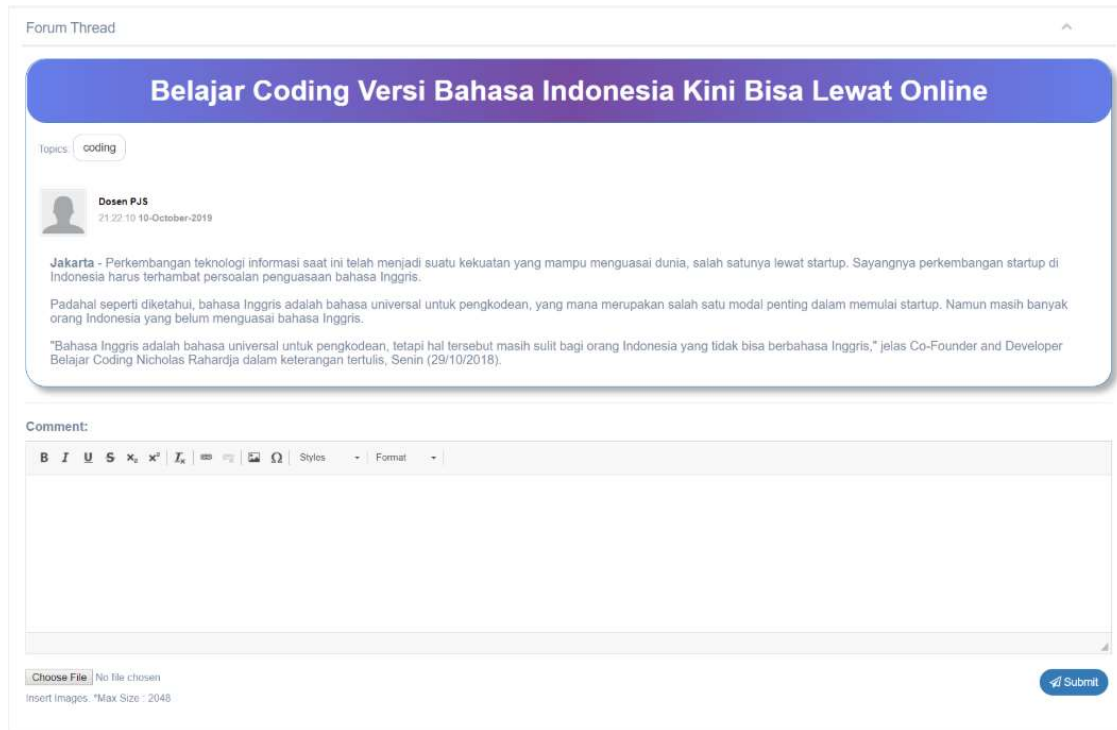 Forum Thread
Belajar Coding Versi Bahasa Indonesia Kini Bisa Lewat Online
Topics: coding
Dosen PJS
21:22:10 10-October-2019
Jakarta - Perkembangan teknologi informasi saat ini telah menjadi suatu kekuatan yang mampu menguasai dunia, salah satunya lewat startup. Sayangnya perkembangan startup di
Indonesia harus terhambat persoalan penguasaan bahasa Inggris.
Padahal seperti diketahui, bahasa Inggris adalah bahasa universal untuk pengkodean, yang mana merupakan salah satu modal penting dalam memulai startup. Namun masih banyak
orang Indonesia yang belum menguasai bahasa Inggris.
"Bahasa Inggris adalah bahasa universal untuk pengkodean, tetapi hal tersebut masih sulit bagi orang Indonesia yang tidak bisa berbahasa Inggris," jelas Co-Founder and Developer
Belajar Coding Nicholas Rahardja dalam keterangan tertulis, Senin (29/10/2018).
Comment:
B I U S x₂ x² Iₓ Ω Styles Format
Choose File No file chosen
Submit
Insert Images. *Max Size : 2048